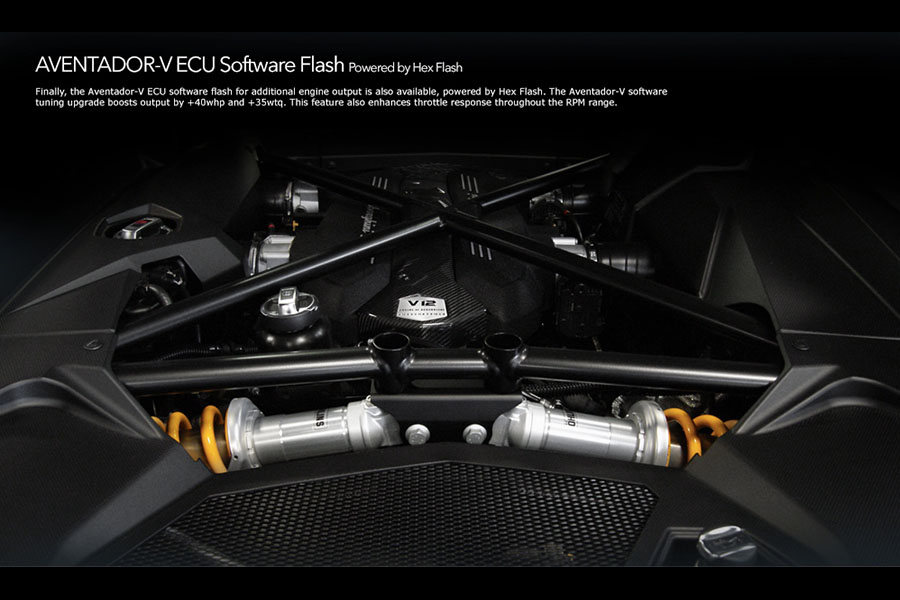 AVENTADOR-V ECU Software Flash Powered by Hex Flash
Finally, the Aventador-V ECU software flash for additional engine output is also available, powered by Hex Flash. The Aventador-V software
tuning upgrade boosts output by +40whp and +35wtq. This feature also enhances throttle response throughout the RPM range.
V12